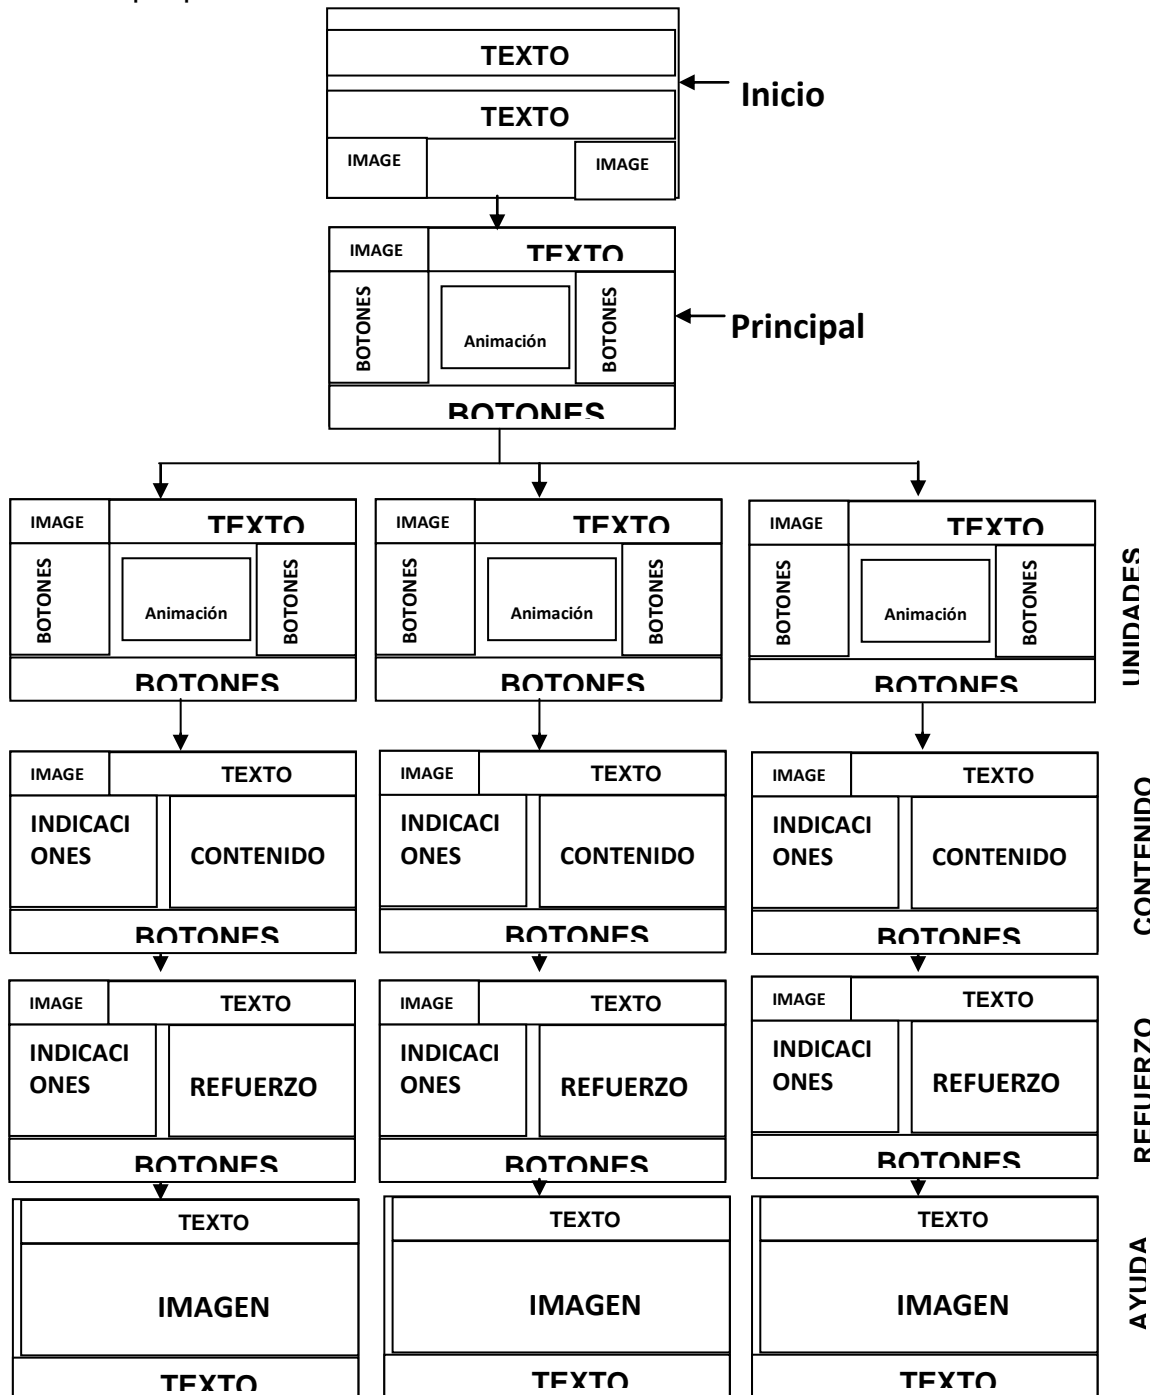 TEXTO
Inicio
TEXTO
IMAGE
IMAGE
IMAGE
TEXTO
BOTONES
Animación
BOTONES
Principal
BOTONES
IMAGE
TEXTO
IMAGE
TEXTO
IMAGE
TEXTO
BOTONES
Animación
BOTONES
BOTONES
Animación
BOTONES
BOTONES
Animación
BOTONES
UNIDADES
BOTONES
BOTONES
BOTONES
IMAGE
TEXTO
IMAGE
TEXTO
IMAGE
TEXTO
INDICACI
ONES
CONTENIDO
INDICACI
ONES
CONTENIDO
INDICACI
ONES
CONTENIDO
CONTENIDO
BOTONES
BOTONES
BOTONES
IMAGE
TEXTO
IMAGE
TEXTO
IMAGE
TEXTO
INDICACI
ONES
REFUERZO
INDICACI
ONES
REFUERZO
INDICACI
ONES
REFUERZO
REFUERZO
BOTONES
BOTONES
BOTONES
TEXTO
TEXTO
TEXTO
IMAGEN
IMAGEN
IMAGEN
AYUDA
TEXTO
TEXTO
TEXTO